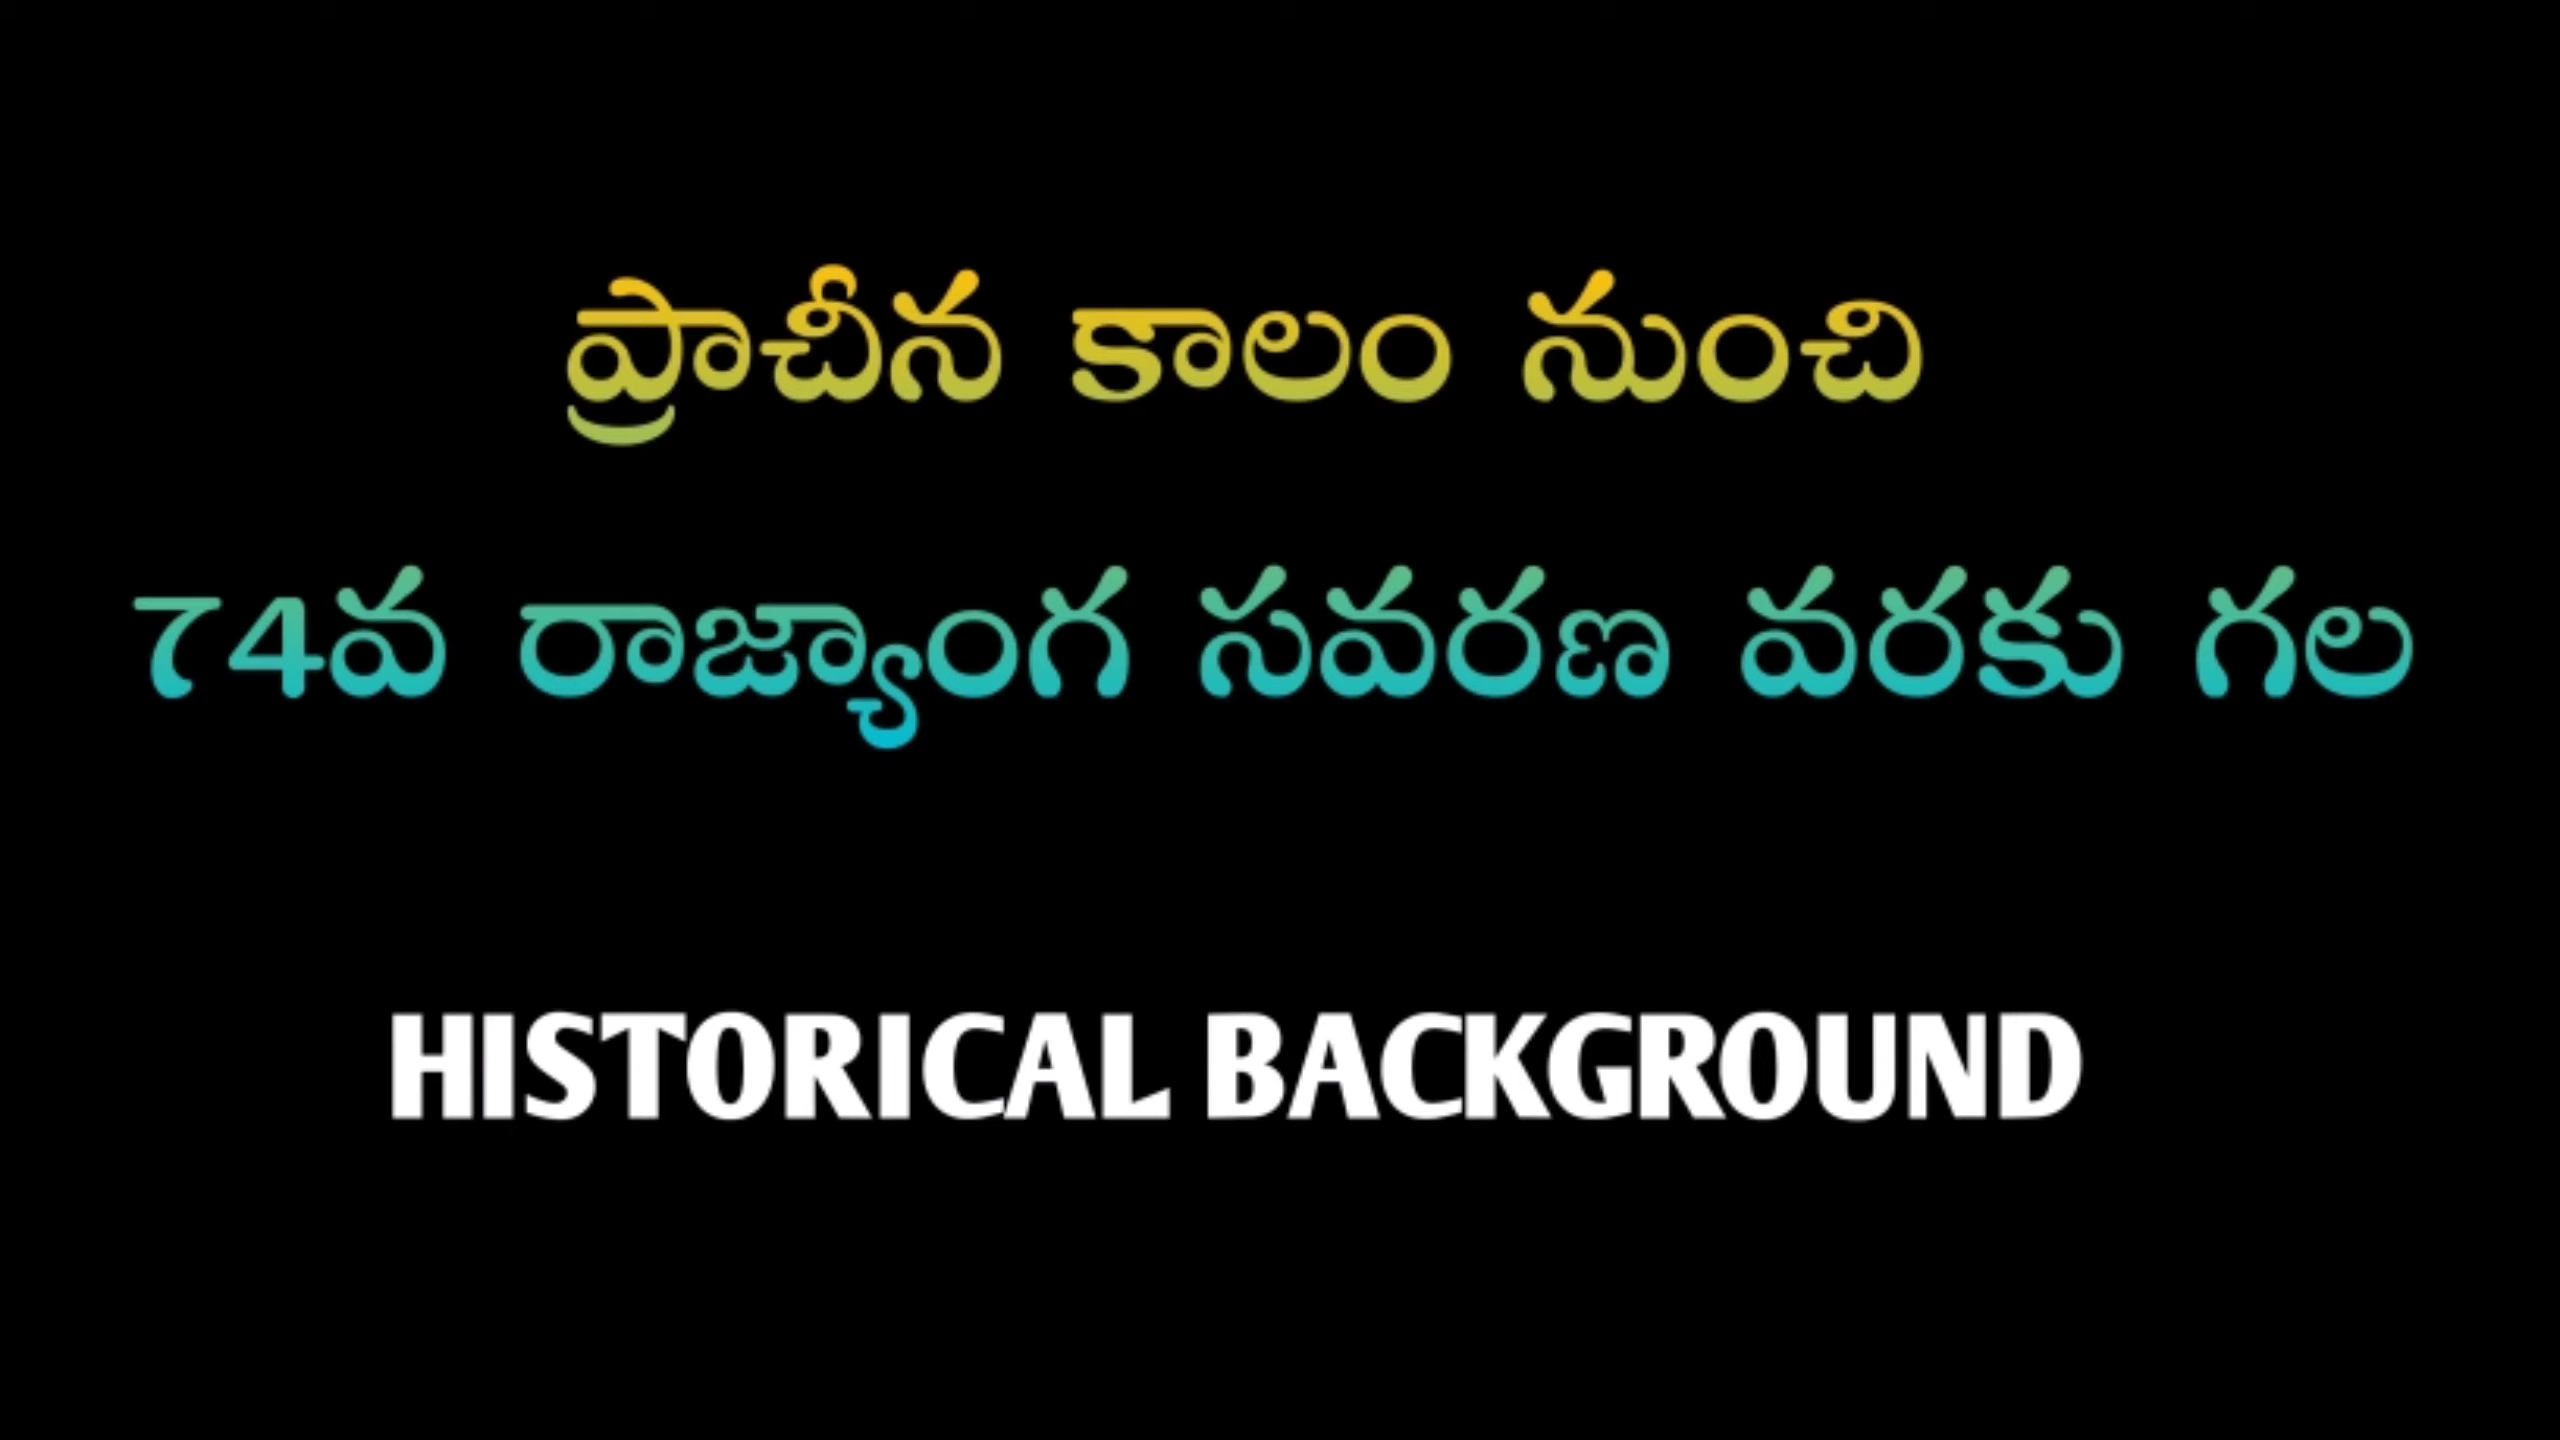 ప్రాచీన కాలం నుంచి
74వ రాజ్యాంగ సవరణ వరకు గల
HISTORICAL BACKGROUND